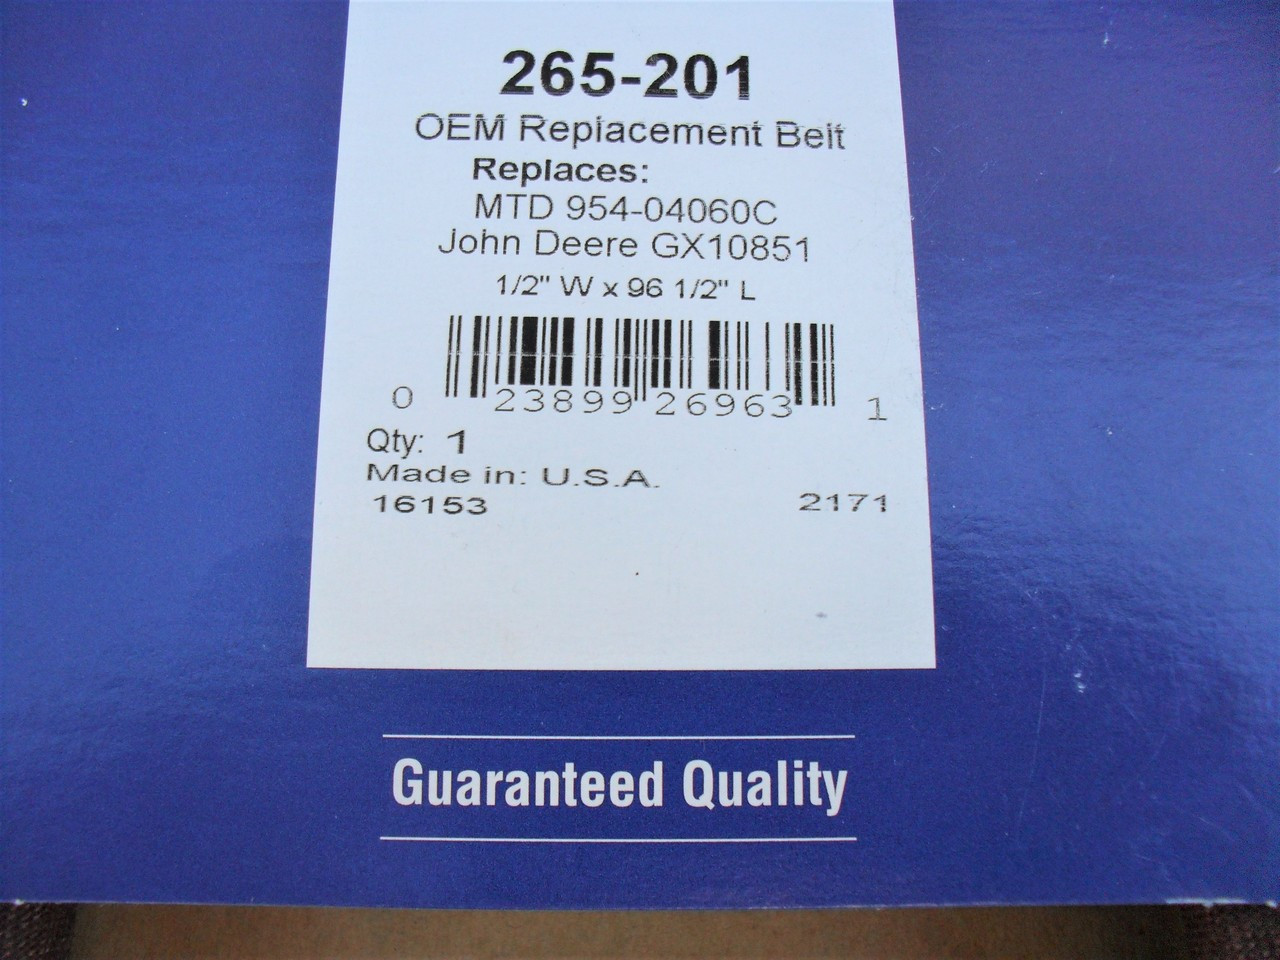 265-201
OEM Replacement Belt
Replaces:
MTD 954-04060C
John Deere GX10851
1/2" W x 96 1/2" L
0 23899 26963 1
Qty: 1
Made in: U.S.A.
16153 2171
Guaranteed Quality